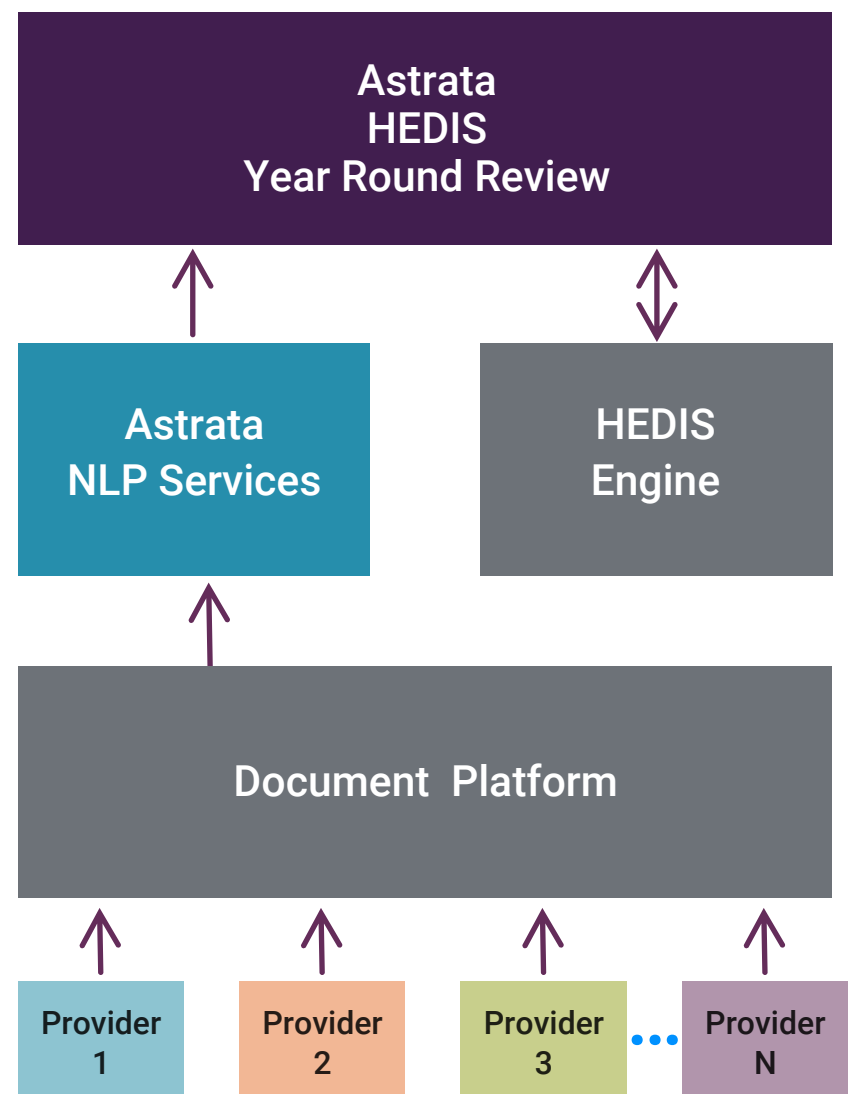 Astrata
HEDIS
Year Round Review
Astrata
NLP Services
HEDIS
Engine
Document Platform
Provider
1
Provider
2
Provider
3
Provider
N